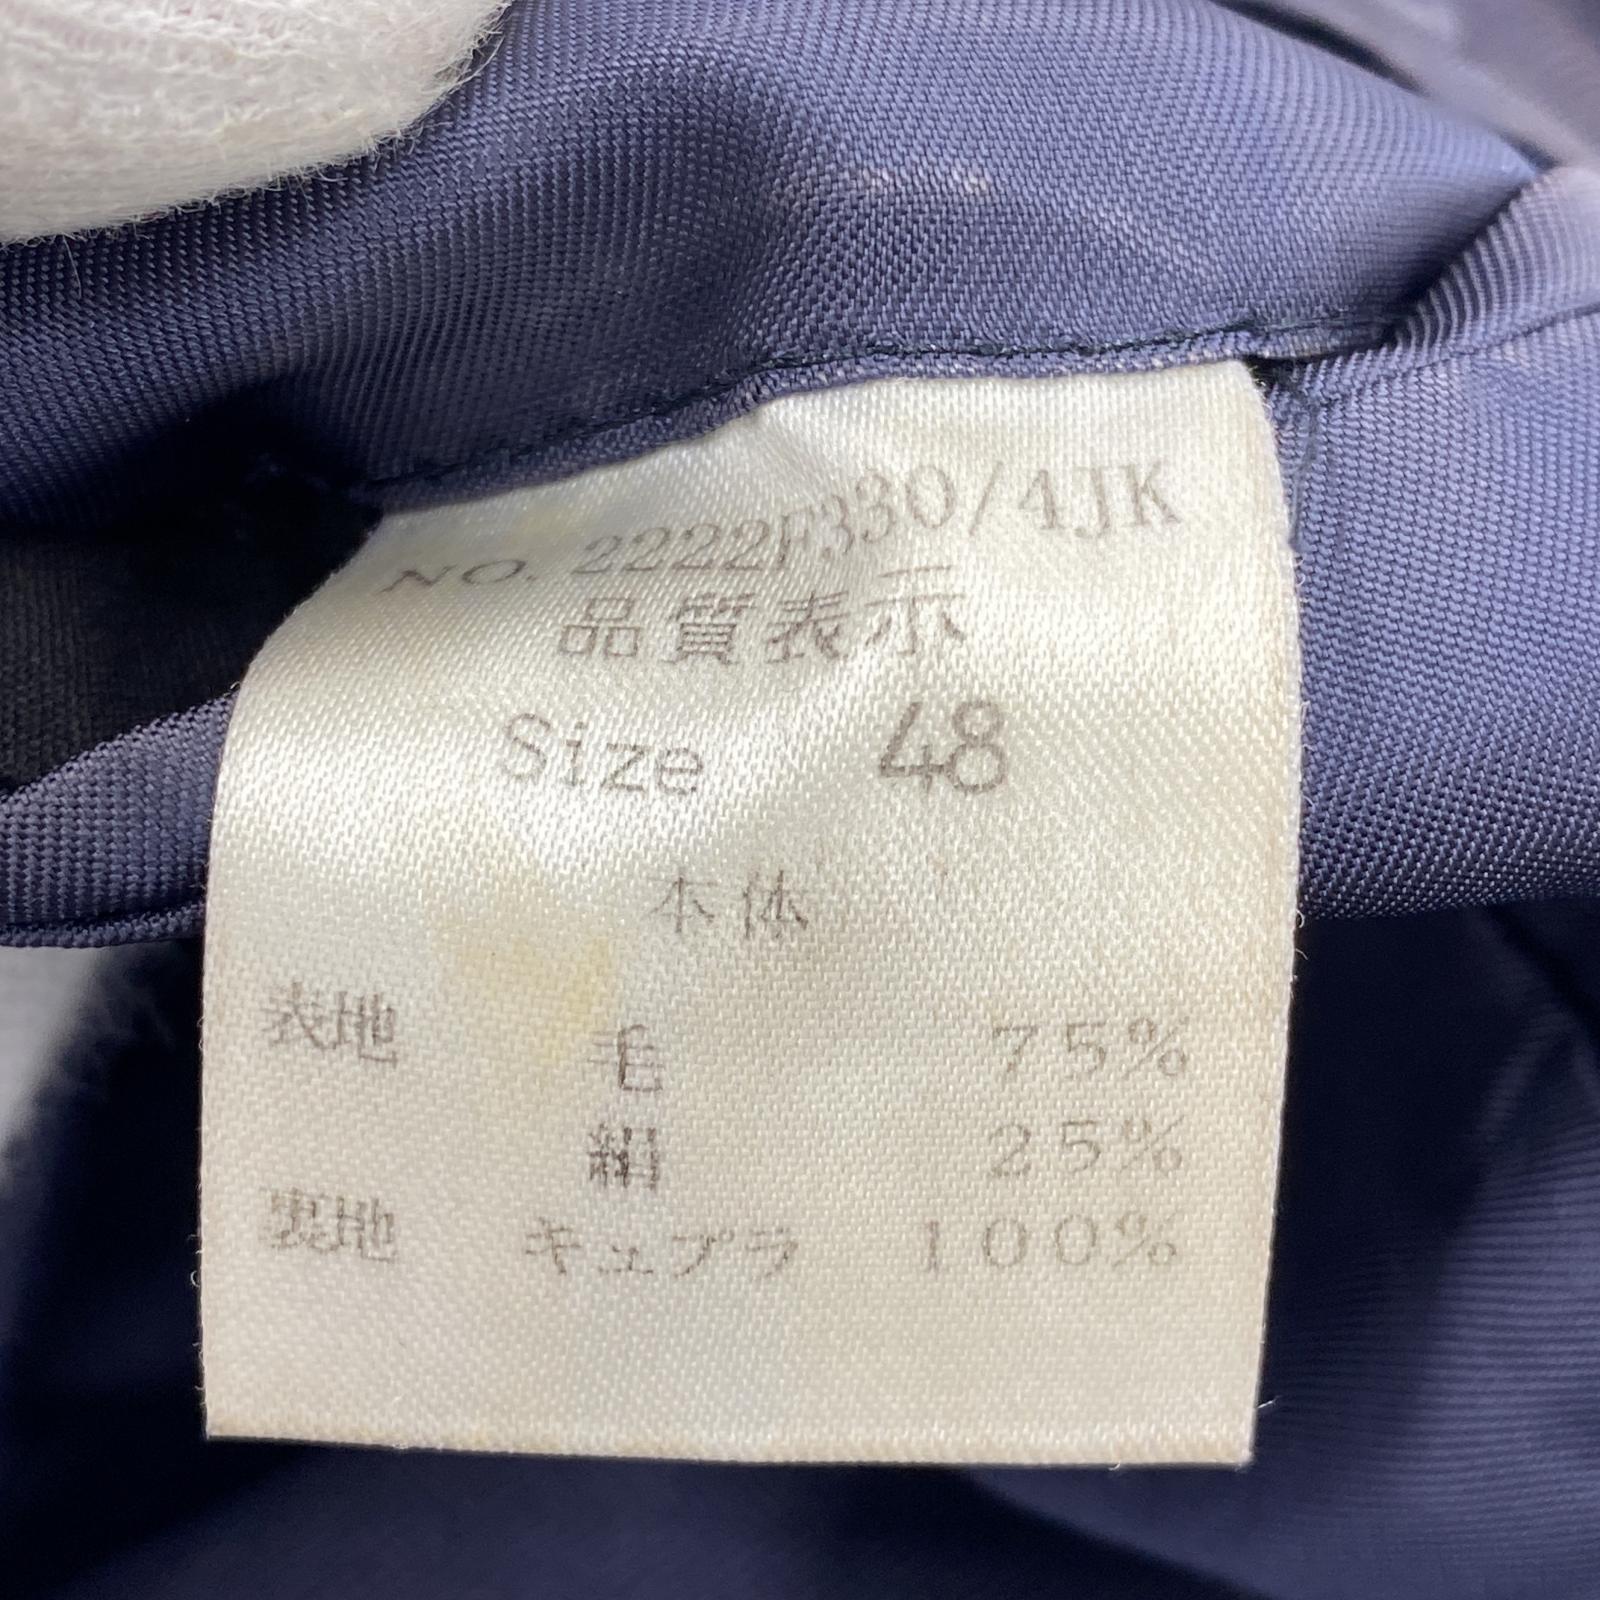 NO. 2222F330/4JK
品質表示
Size 48
本体
表地 毛 75%
絹 25%
裏地 キュプラ 100%